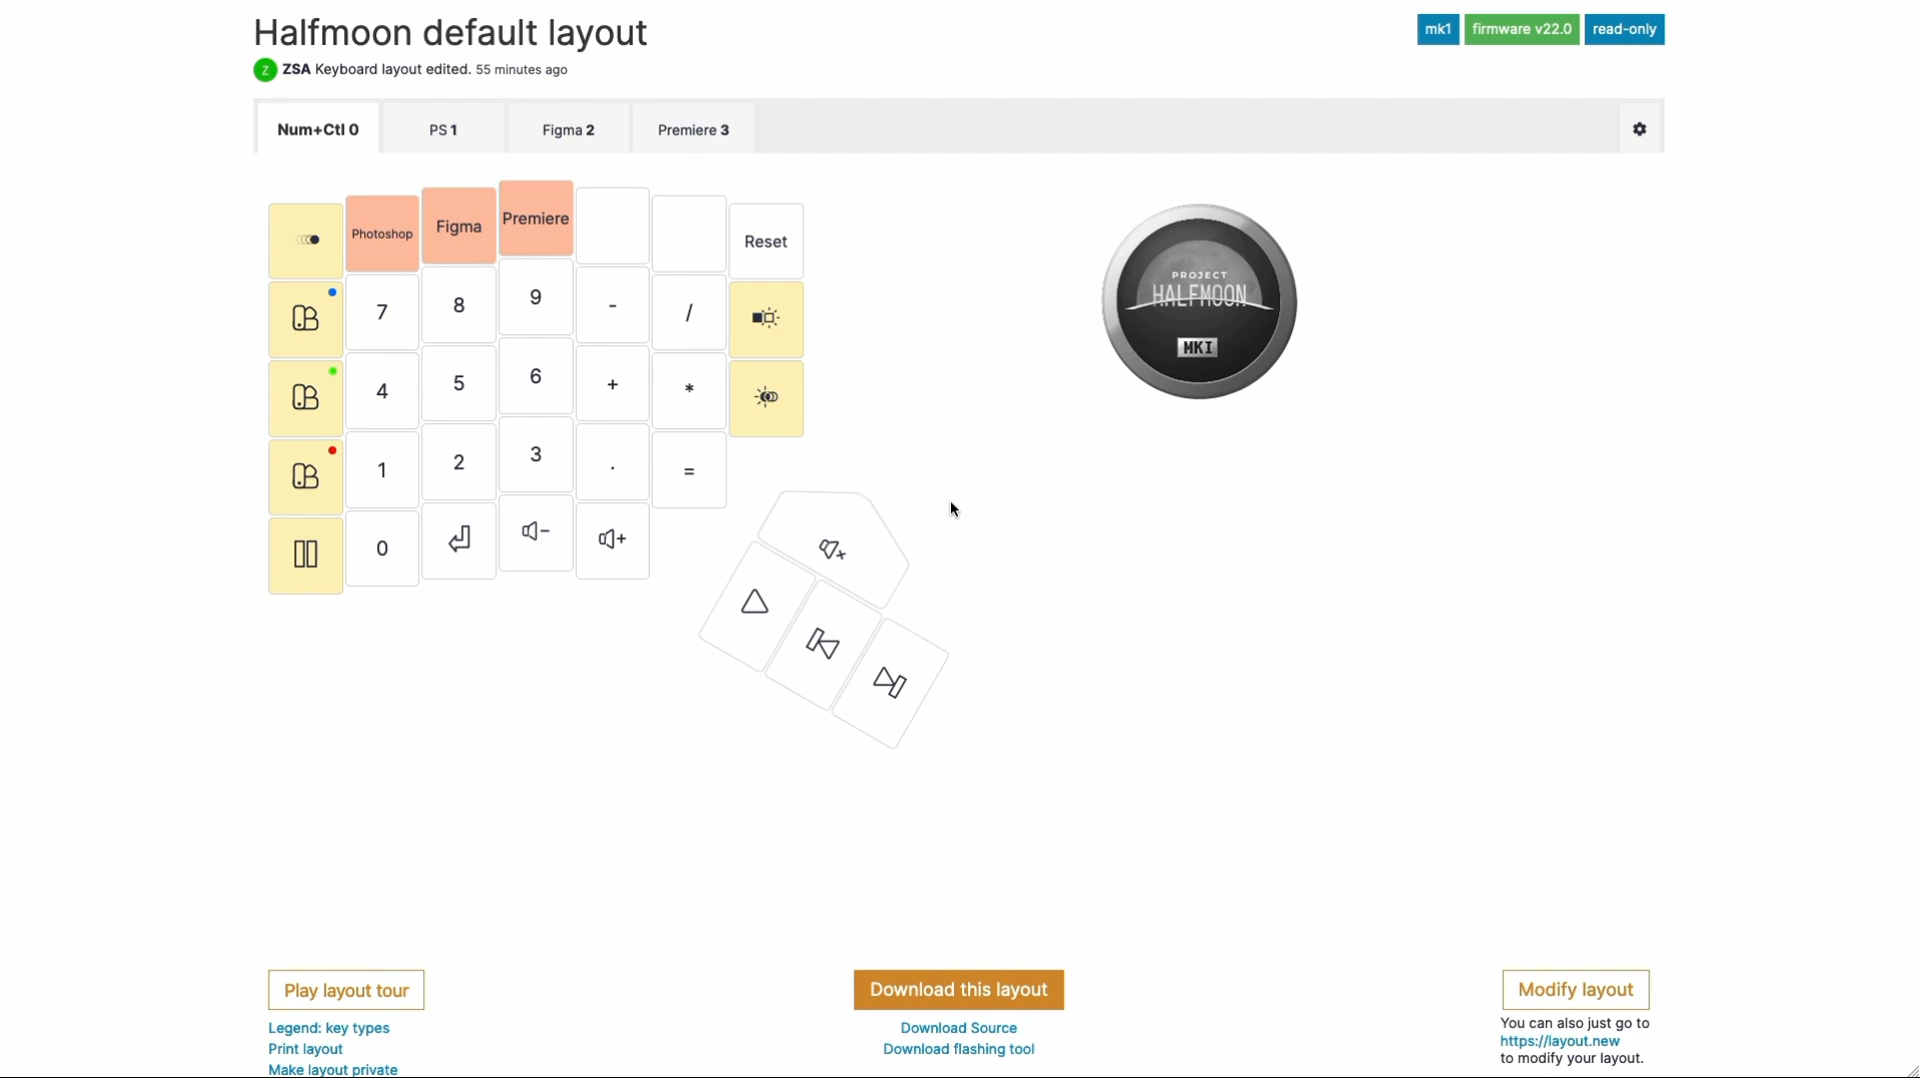 Halfmoon default layout
mk1 firmware v22.0 read-only
Z ZSA Keyboard layout edited. 55 minutes ago
Num+Ctl 0 PS 1 Figma 2 Premiere 3
Photoshop Figma Premiere Reset
7 8 9 - /
4 5 6 + *
1 2 3 . =
0
PROJECT
HALFMOON
MKI
Play layout tour
Legend: key types
Print layout
Make layout private
Download this layout
Download Source
Download flashing tool
Modify layout
You can also just go to
https://layout.new
to modify your layout.